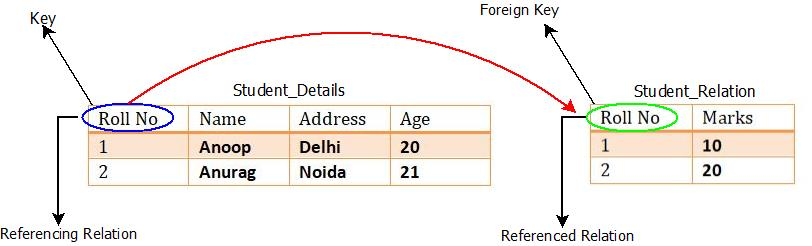 Key
Foreign Key
Student_Details
Student_Relation
Roll No Name Address Age
1 Anoop Delhi 20
2 Anurag Noida 21
Roll No Marks
1 10
2 20
Referencing Relation
Referenced Relation